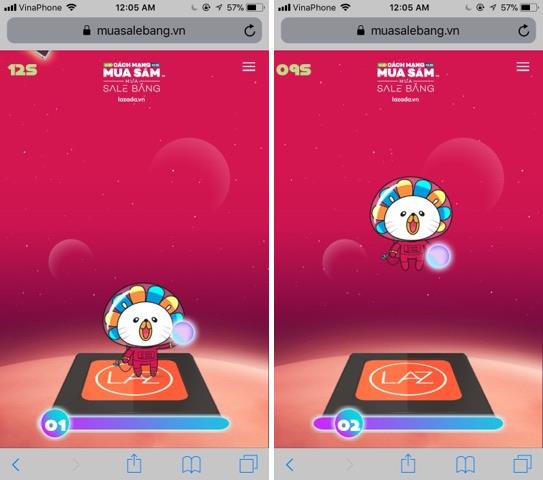 VinaPhone 12:05 AM 57%
muasalebang.vn
12S
CÁCH MẠNG
MUA SẮM
MƯA
SALE BĂNG
lazada.vn
LAZ
01
VinaPhone 12:05 AM 57%
muasalebang.vn
09S
CÁCH MẠNG
MUA SẮM
MƯA
SALE BĂNG
lazada.vn
LAZ
02